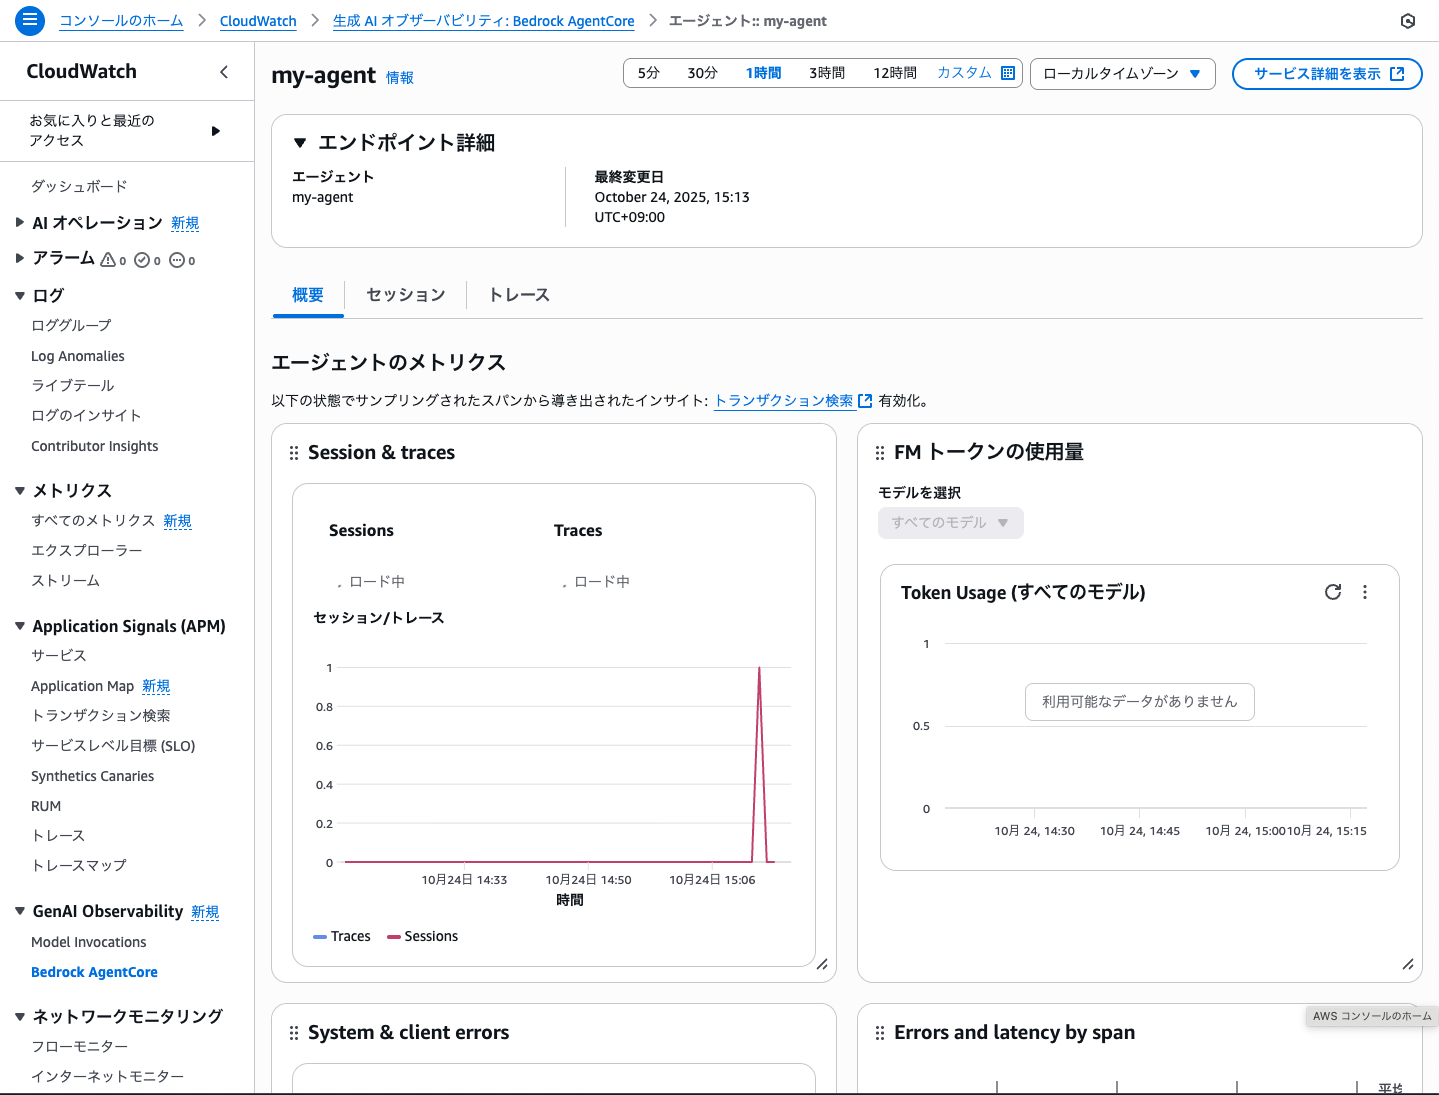 コンソールのホーム
CloudWatch
生成 AI オブザーバビリティ: Bedrock AgentCore
エージェント:: my-agent
CloudWatch
お気に入りと最近の
アクセス
ダッシュボード
AI オペレーション 新規
アラーム 0 0 0
ログ
ロググループ
Log Anomalies
ライブテール
ログのインサイト
Contributor Insights
メトリクス
すべてのメトリクス 新規
エクスプローラー
ストリーム
Application Signals (APM)
サービス
Application Map 新規
トランザクション検索
サービスレベル目標 (SLO)
Synthetics Canaries
RUM
トレース
トレースマップ
GenAI Observability 新規
Model Invocations
Bedrock AgentCore
ネットワークモニタリング
フローモニター
インターネットモニター
my-agent 情報
5分 30分 1時間 3時間 12時間 カスタム
ローカルタイムゾーン
サービス詳細を表示
エンドポイント詳細
エージェント
my-agent
最終変更日
October 24, 2025, 15:13
UTC+09:00
概要 セッション トレース
エージェントのメトリクス
以下の状態でサンプリングされたスパンから導き出されたインサイト: トランザクション検索 有効化。
Session & traces
Sessions Traces
ロード中 ロード中
セッション/トレース
1
0.8
0.6
0.4
0.2
0
10月24日 14:33 10月24日 14:50 10月24日 15:06
時間
Traces Sessions
FM トークンの使用量
モデルを選択
すべてのモデル
Token Usage (すべてのモデル)
1
利用可能なデータがありません
0.5
0
10月 24, 14:30 10月 24, 14:45 10月 24, 15:00 10月 24, 15:15
System & client errors
Errors and latency by span
AWS コンソールのホーム
平均